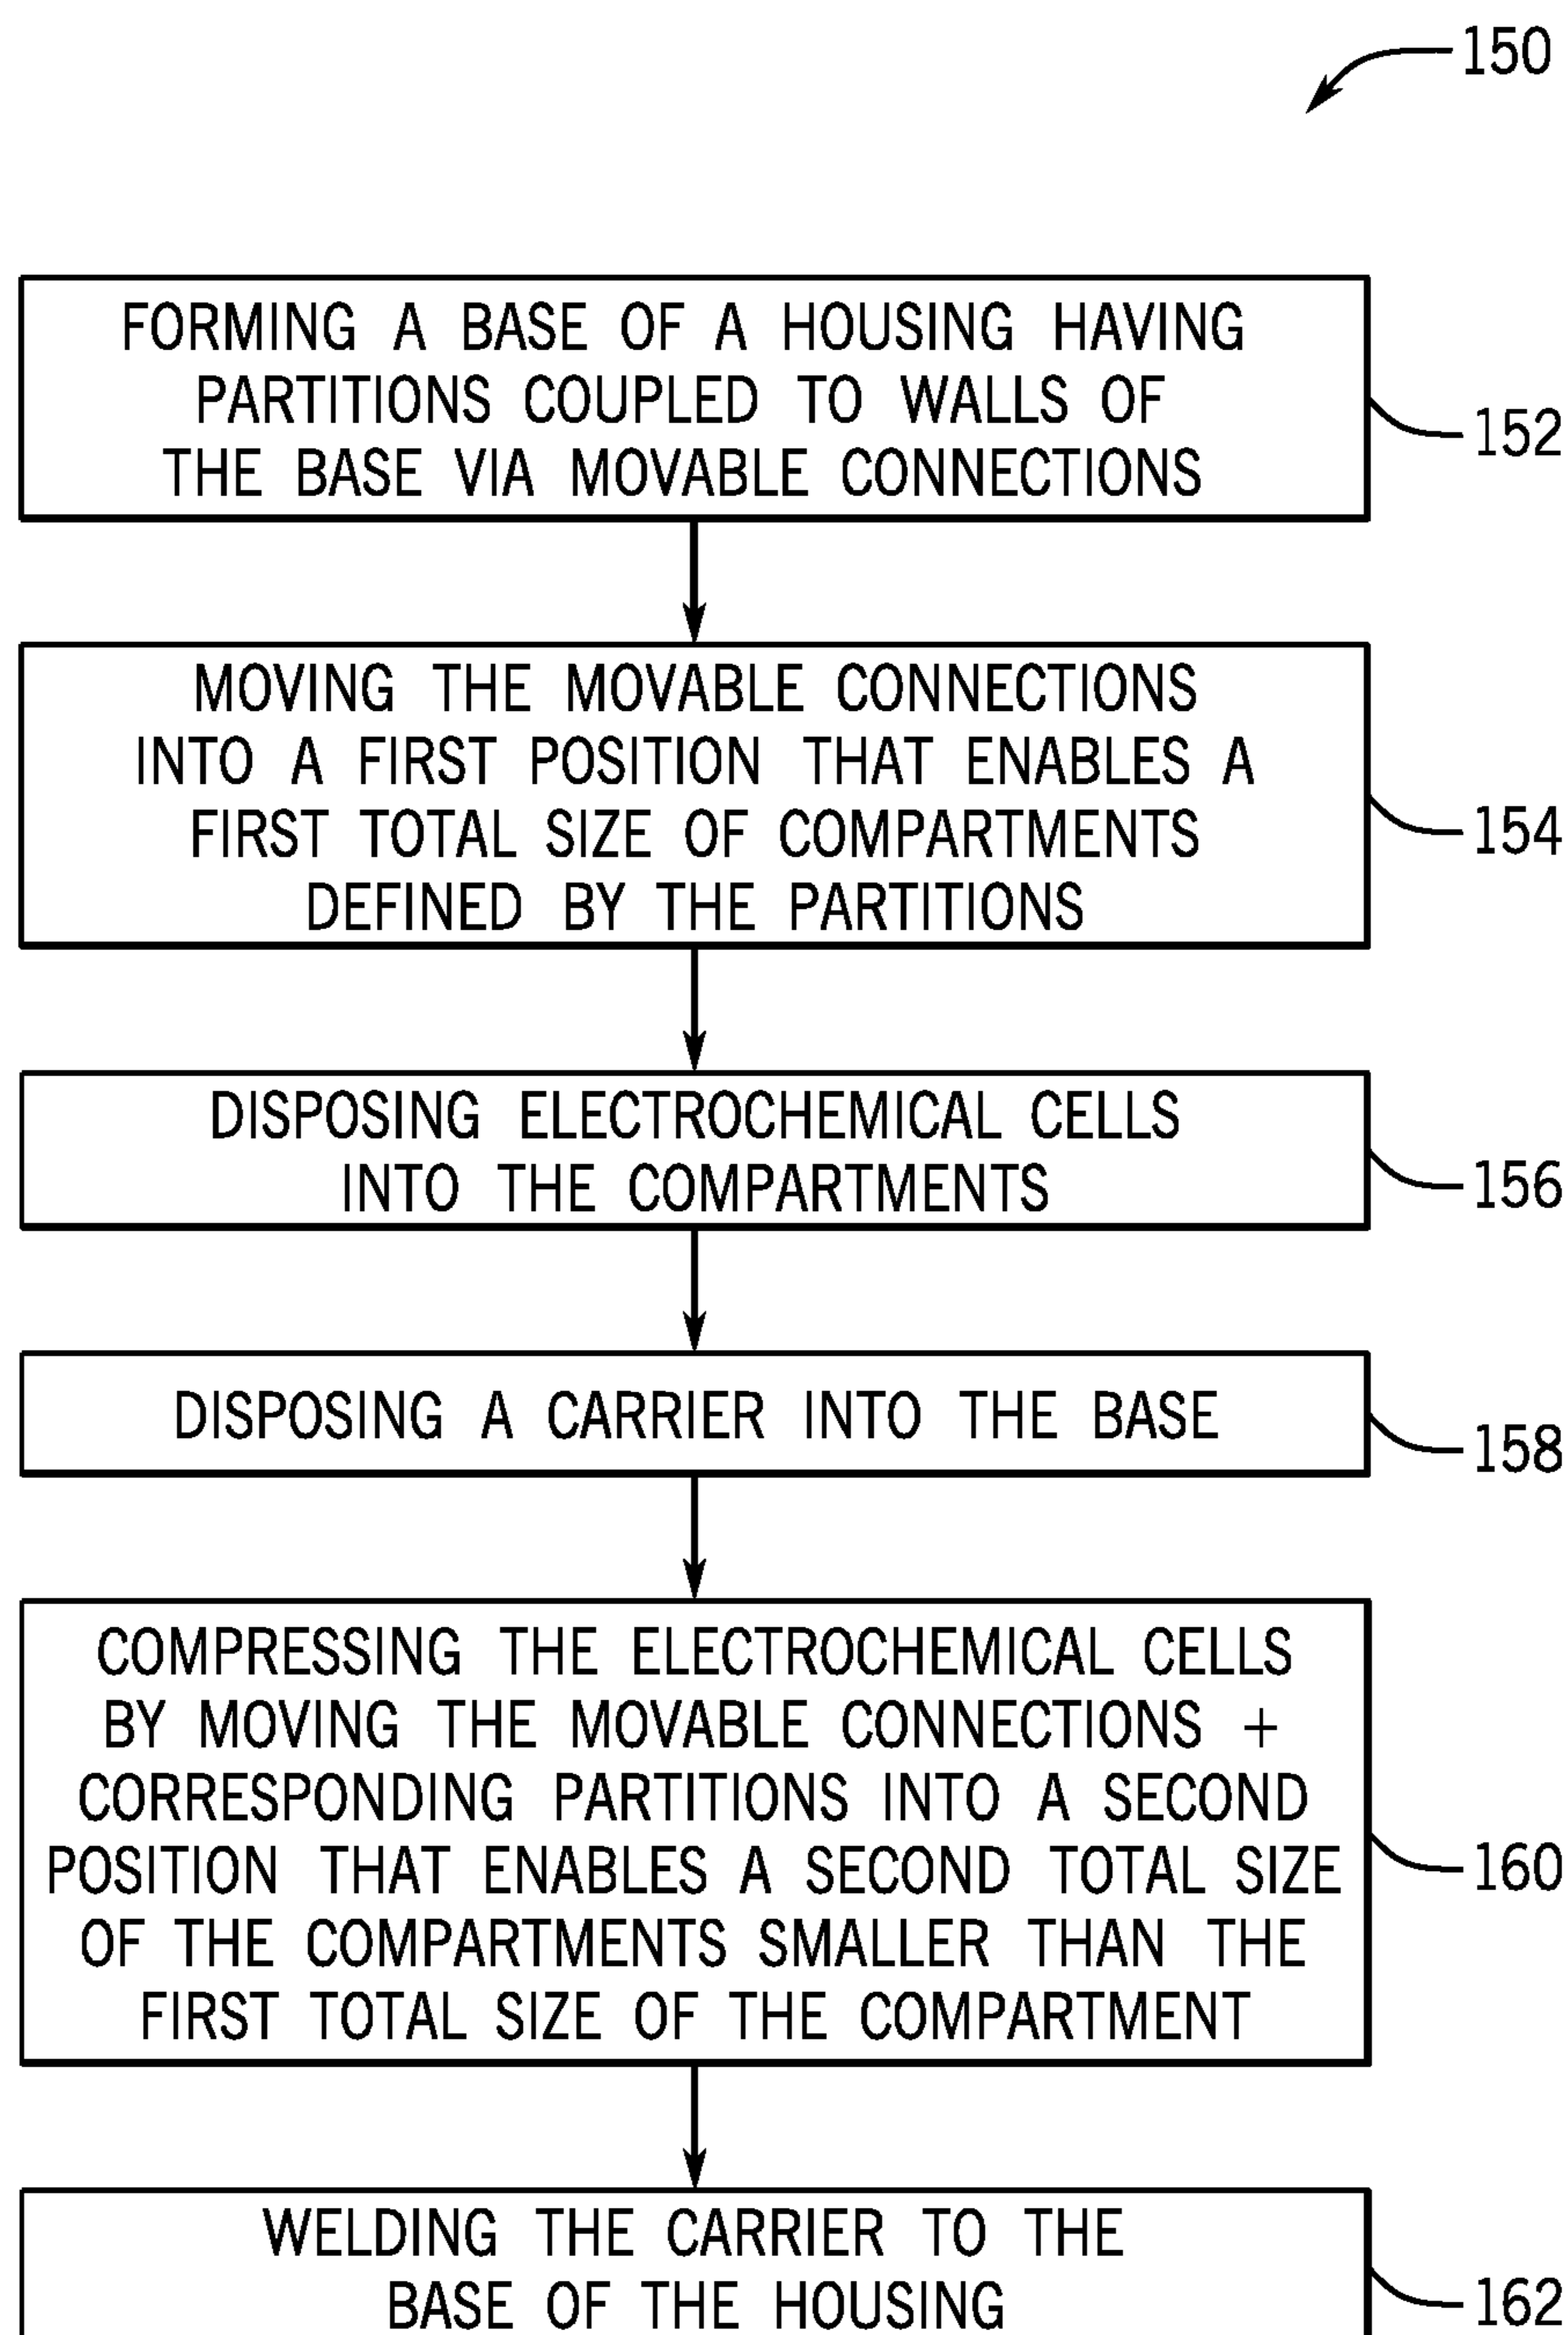 150
FORMING A BASE OF A HOUSING HAVING
PARTITIONS COUPLED TO WALLS OF
THE BASE VIA MOVABLE CONNECTIONS
152
MOVING THE MOVABLE CONNECTIONS
INTO A FIRST POSITION THAT ENABLES A
FIRST TOTAL SIZE OF COMPARTMENTS
DEFINED BY THE PARTITIONS
154
DISPOSING ELECTROCHEMICAL CELLS
INTO THE COMPARTMENTS
156
DISPOSING A CARRIER INTO THE BASE
158
COMPRESSING THE ELECTROCHEMICAL CELLS
BY MOVING THE MOVABLE CONNECTIONS +
CORRESPONDING PARTITIONS INTO A SECOND
POSITION THAT ENABLES A SECOND TOTAL SIZE
OF THE COMPARTMENTS SMALLER THAN THE
FIRST TOTAL SIZE OF THE COMPARTMENT
160
WELDING THE CARRIER TO THE
BASE OF THE HOUSING
162